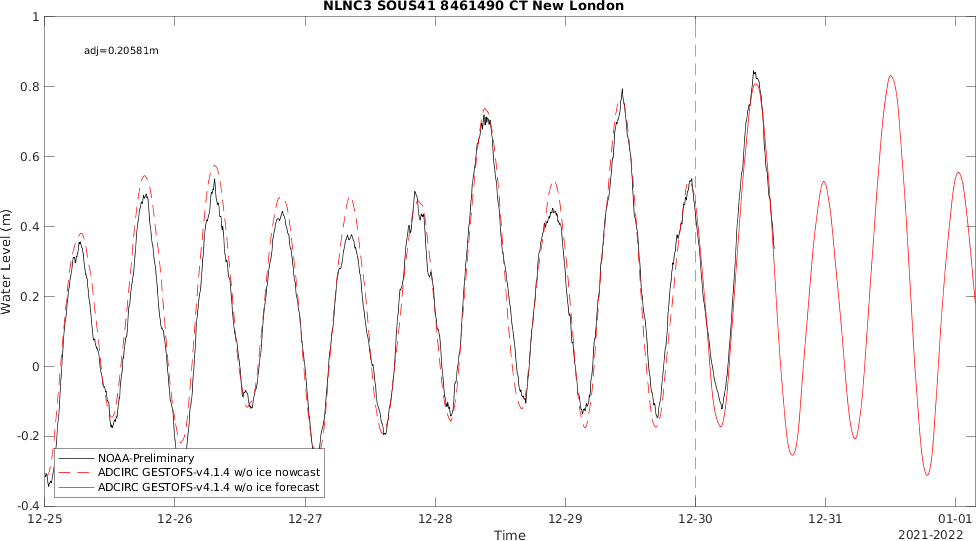 NLNC3 SOUS41 8461490 CT New London
adj=0.20581m
Water Level (m)
1
0.8
0.6
0.4
0.2
0
-0.2
-0.4
NOAA-Preliminary
ADCIRC GESTOFS-v4.1.4 w/o ice nowcast
ADCIRC GESTOFS-v4.1.4 w/o ice forecast
12-25 12-26 12-27 12-28 12-29 12-30 12-31 01-01
Time
2021-2022